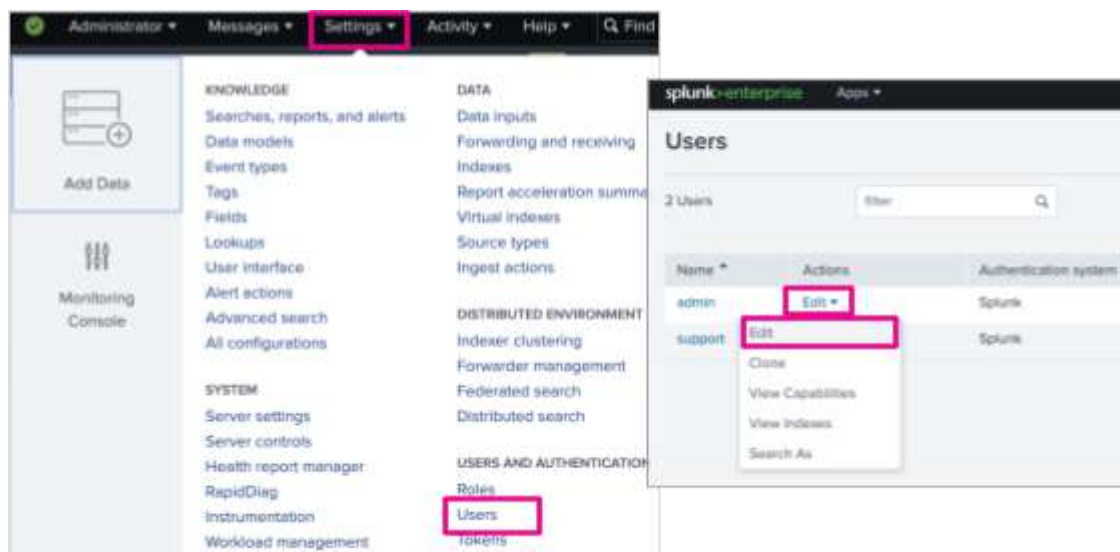 Administrator Messages Settings Activity Help Find
Add Data
Monitoring
Console
KNOWLEDGE
Searches, reports, and alerts
Data models
Event types
Tags
Fields
Lookups
User interface
Alert actions
Advanced search
All configurations
SYSTEM
Server settings
Server controls
Health report manager
RapidDiag
Instrumentation
Workload management
DATA
Data inputs
Forwarding and receiving
Indexes
Report acceleration summa
Virtual indexes
Source types
Ingest actions
DISTRIBUTED ENVIRONMENT
Indexer clustering
Forwarder management
Federated search
Distributed search
USERS AND AUTHENTICATION
Roles
Users
Tokens
splunk>enterprise Apps
Users
2 Users filter
Name Actions Authentication system
admin Edit Splunk
support Splunk
Edit
Clone
View Capabilities
View Indexes
Search As